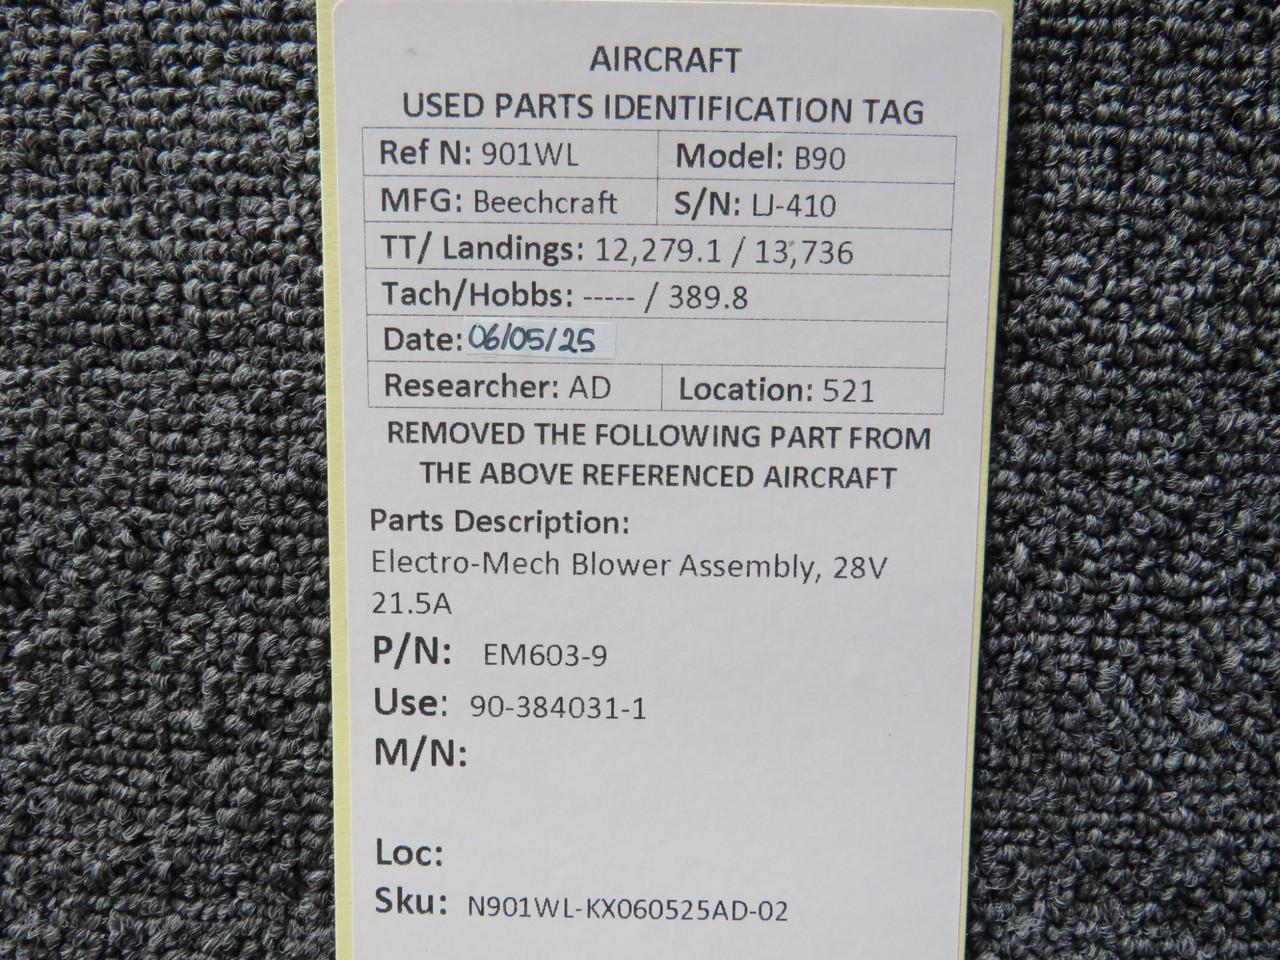 AIRCRAFT
USED PARTS IDENTIFICATION TAG
Ref N: 901WL Model: B90
MFG: Beechcraft S/N: LJ-410
TT/ Landings: 12,279.1 / 13,736
Tach/Hobbs: ----- / 389.8
Date: 06/05/25
Researcher: AD Location: 521
REMOVED THE FOLLOWING PART FROM
THE ABOVE REFERENCED AIRCRAFT
Parts Description:
Electro-Mech Blower Assembly, 28V
21.5A
P/N: EM603-9
Use: 90-384031-1
M/N:
Loc:
Sku: N901WL-KX060525AD-02